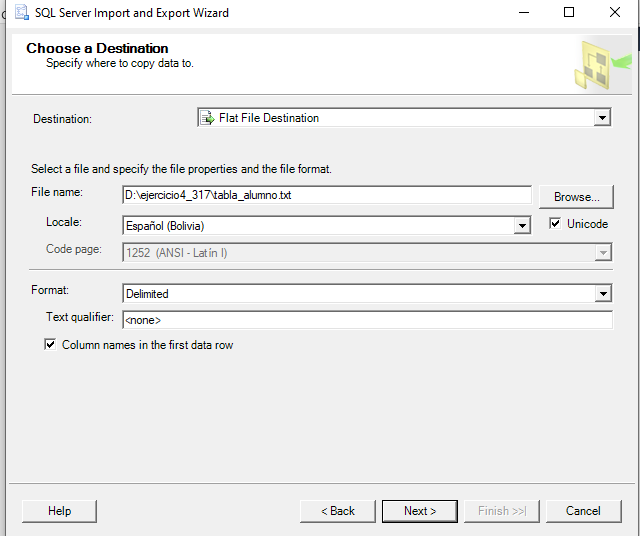 SQL Server Import and Export Wizard
Choose a Destination
Specify where to copy data to.
Destination: Flat File Destination
Select a file and specify the file properties and the file format.
File name: D:\ejercicio4_317\tabla_alumno.txt Browse...
Locale: Español (Bolivia) Unicode
Code page: 1252 (ANSI - Latín I)
Format: Delimited
Text qualifier: <none>
Column names in the first data row
Help < Back Next > Finish >>| Cancel